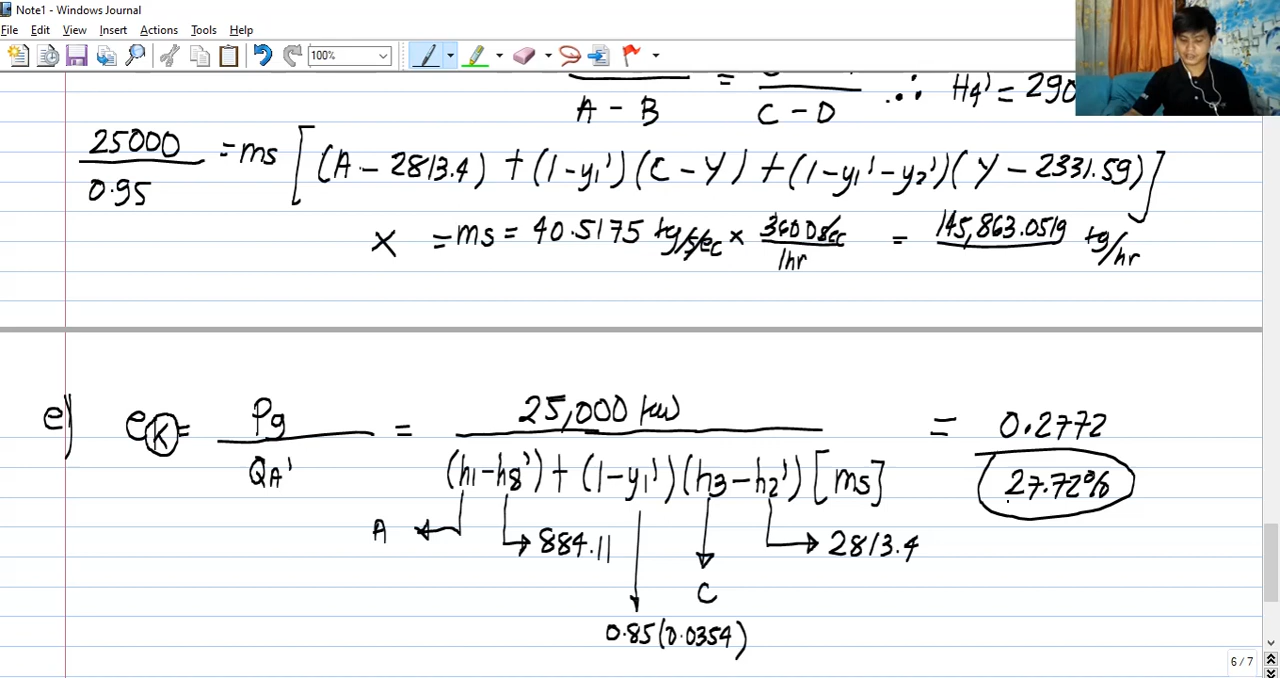 Note1 - Windows Journal
File Edit View Insert Actions Tools Help
100%
A - B = C - D ∴ H4' = 290
25000 / 0.95 = ms [(A - 2813.4) + (1-y1')(C - Y) + (1-y1'-y2')(Y - 2331.59)]
X = ms = 40.5175 kg/sec × 3600sec / 1hr = 145,863.0519 kg/hr
e) eK = Pg / QA' = 25,000 kW / (h1-h8') + (1-y1')(h3-h2') [ms] = 0.2772
27.72%
A 884.11 2813.4
C
0.85(0.0354)
6 / 7